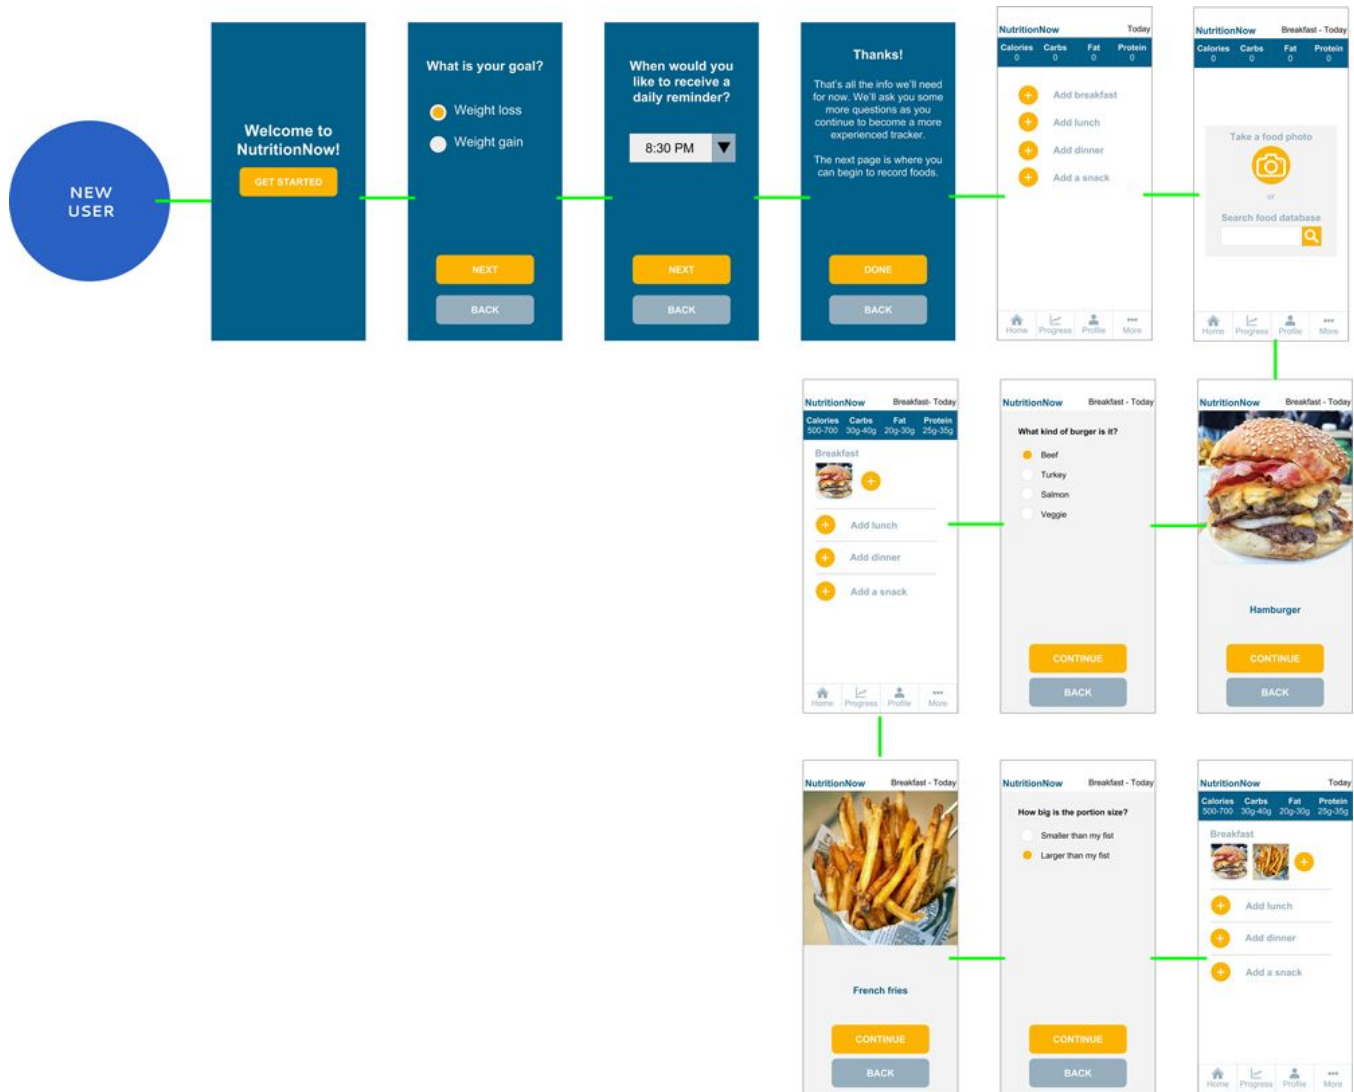 NEW
USER
Welcome to
NutritionNow!
GET STARTED
What is your goal?
Weight loss
Weight gain
NEXT
BACK
When would you
like to receive a
daily reminder?
8:30 PM
NEXT
BACK
Thanks!
That's all the info we'll need
for now. We'll ask you some
more questions as you
continue to become a more
experienced tracker.
The next page is where you
can begin to record foods.
DONE
BACK
NutritionNow Today
Calories Carbs Fat Protein
0 0 0 0
Add breakfast
Add lunch
Add dinner
Add a snack
Home Progress Profile More
NutritionNow Breakfast - Today
Calories Carbs Fat Protein
0 0 0 0
Take a food photo
or
Search food database
Home Progress Profile More
NutritionNow Breakfast- Today
Calories Carbs Fat Protein
500-700 30g-40g 20g-30g 25g-35g
Breakfast
Add lunch
Add dinner
Add a snack
Home Progress Profile More
NutritionNow Breakfast - Today
What kind of burger is it?
Beef
Turkey
Salmon
Veggie
CONTINUE
BACK
NutritionNow Breakfast - Today
Hamburger
CONTINUE
BACK
NutritionNow Breakfast - Today
French fries
CONTINUE
BACK
NutritionNow Breakfast - Today
How big is the portion size?
Smaller than my fist
Larger than my fist
CONTINUE
BACK
NutritionNow Today
Calories Carbs Fat Protein
500-700 30g-40g 20g-30g 25g-35g
Breakfast
Add lunch
Add dinner
Add a snack
Home Progress Profile More